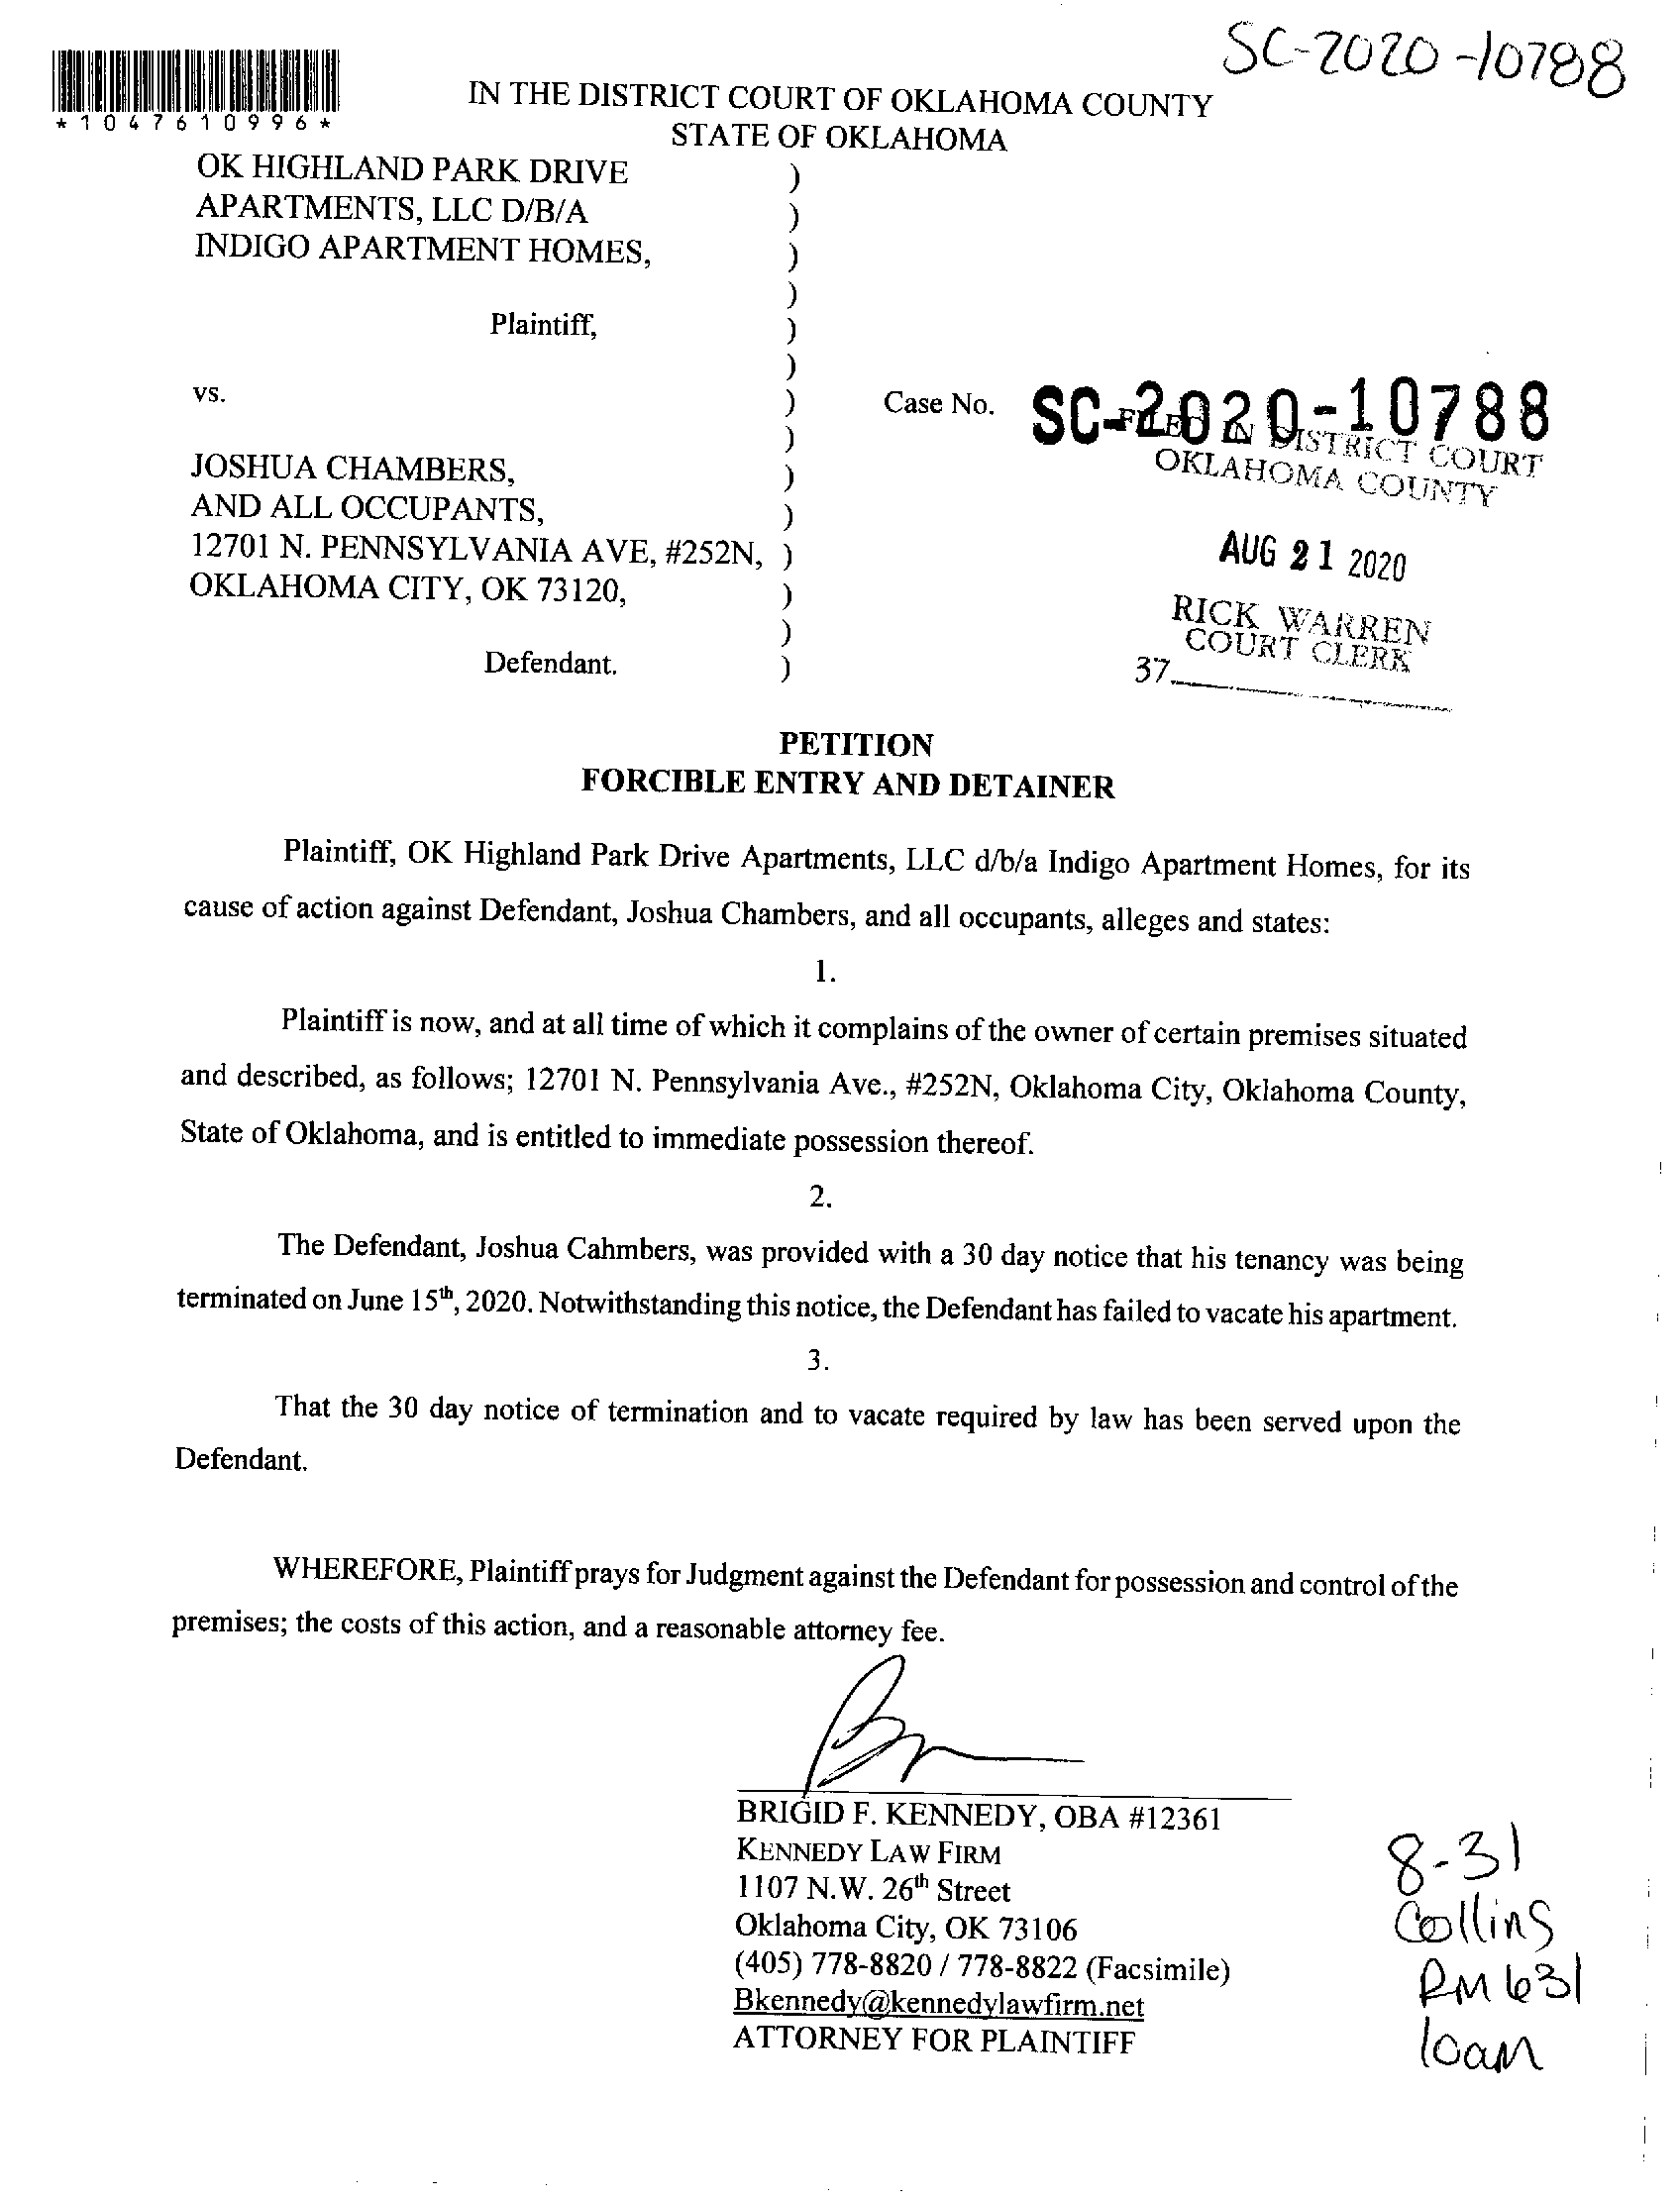 SC-2020-10788
*1047610996*
IN THE DISTRICT COURT OF OKLAHOMA COUNTY
STATE OF OKLAHOMA
OK HIGHLAND PARK DRIVE )
APARTMENTS, LLC D/B/A )
INDIGO APARTMENT HOMES, )
)
Plaintiff, )
)
vs. ) Case No. SC-2020-10788
)
FILED IN DISTRICT COURT
OKLAHOMA COUNTY
JOSHUA CHAMBERS, )
AND ALL OCCUPANTS, )
12701 N. PENNSYLVANIA AVE, #252N, )
OKLAHOMA CITY, OK 73120, )
)
Defendant. )
AUG 21 2020
RICK WARREN
COURT CLERK
37
PETITION
FORCIBLE ENTRY AND DETAINER
Plaintiff, OK Highland Park Drive Apartments, LLC d/b/a Indigo Apartment Homes, for its
cause of action against Defendant, Joshua Chambers, and all occupants, alleges and states:
1.
Plaintiff is now, and at all time of which it complains of the owner of certain premises situated
and described, as follows; 12701 N. Pennsylvania Ave., #252N, Oklahoma City, Oklahoma County,
State of Oklahoma, and is entitled to immediate possession thereof.
2.
The Defendant, Joshua Cahmbers, was provided with a 30 day notice that his tenancy was being
terminated on June 15th, 2020. Notwithstanding this notice, the Defendant has failed to vacate his apartment.
3.
That the 30 day notice of termination and to vacate required by law has been served upon the
Defendant.
WHEREFORE, Plaintiff prays for Judgment against the Defendant for possession and control of the
premises; the costs of this action, and a reasonable attorney fee.
BRIGID F. KENNEDY, OBA #12361
KENNEDY LAW FIRM
1107 N.W. 26th Street
Oklahoma City, OK 73106
(405) 778-8820 / 778-8822 (Facsimile)
Bkennedy@kennedylawfirm.net
ATTORNEY FOR PLAINTIFF
8-31
Collins
RM 631
10am